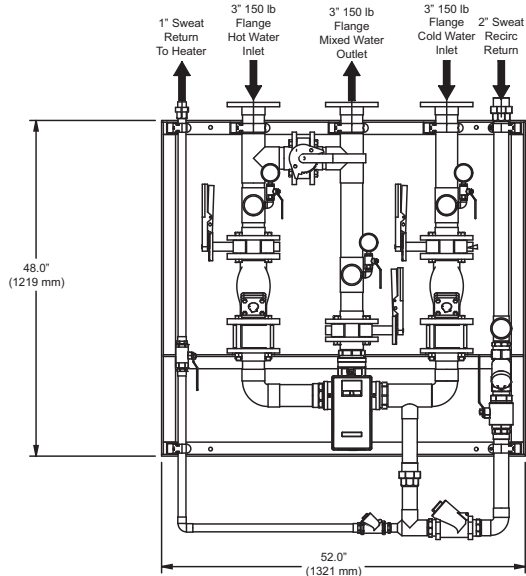 1" Sweat
Return
To Heater
3" 150 lb
Flange
Hot Water
Inlet
3" 150 lb
Flange
Mixed Water
Outlet
3" 150 lb
Flange
Cold Water
Inlet
2" Sweat
Recirc
Return
48.0"
(1219 mm)
52.0"
(1321 mm)